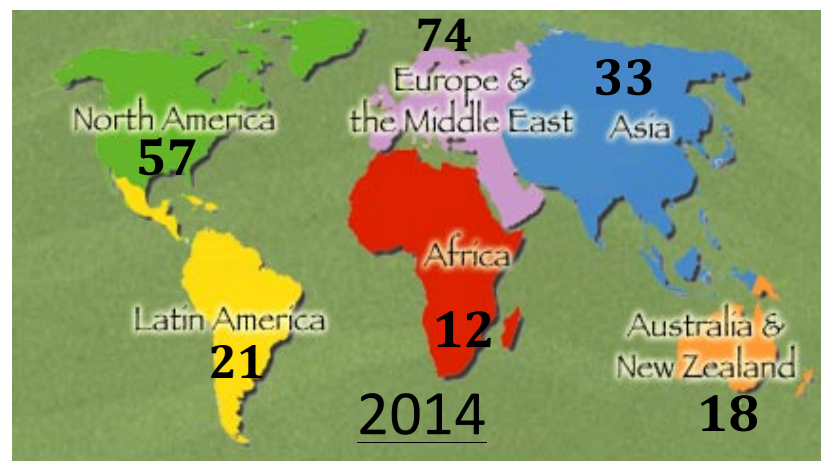 74
Europe &
the Middle East
33
Asia
North America
57
Africa
12
Latin America
21
Australia &
New Zealand
18
2014